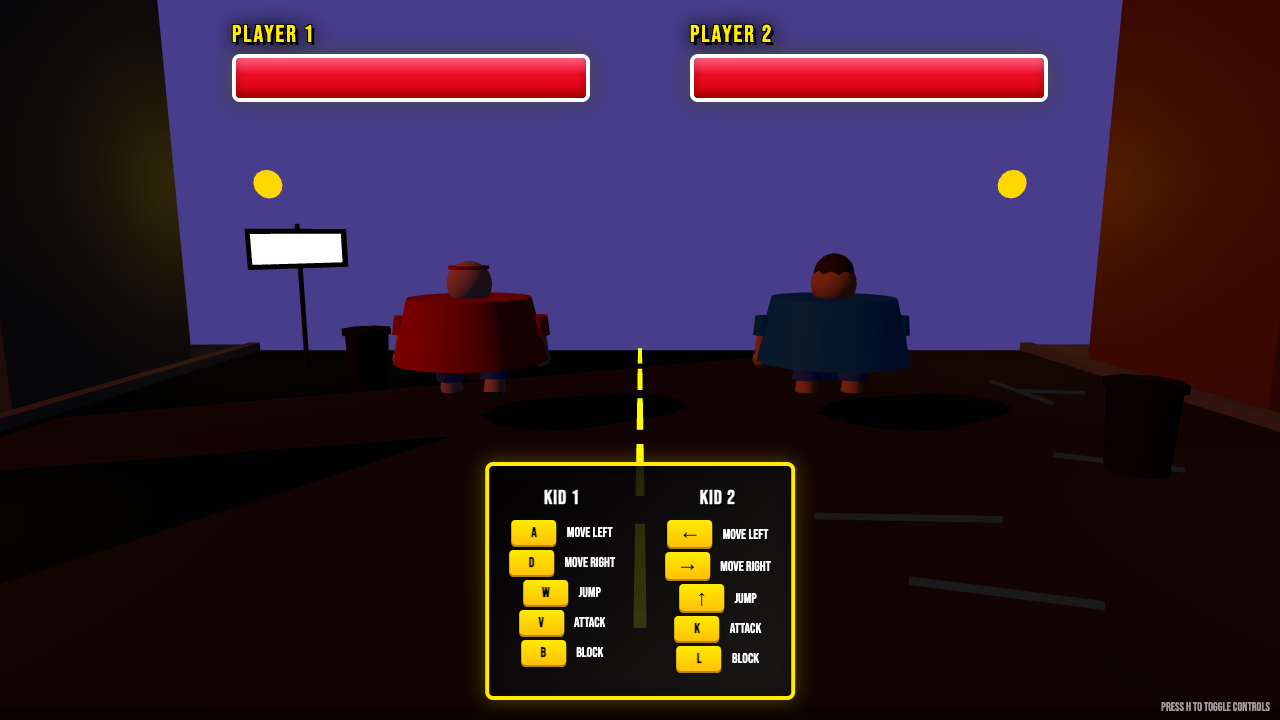 PLAYER 1
PLAYER 2
KID 1
A MOVE LEFT
D MOVE RIGHT
W JUMP
V ATTACK
B BLOCK
KID 2
← MOVE LEFT
→ MOVE RIGHT
↑ JUMP
K ATTACK
L BLOCK
PRESS H TO TOGGLE CONTROLS